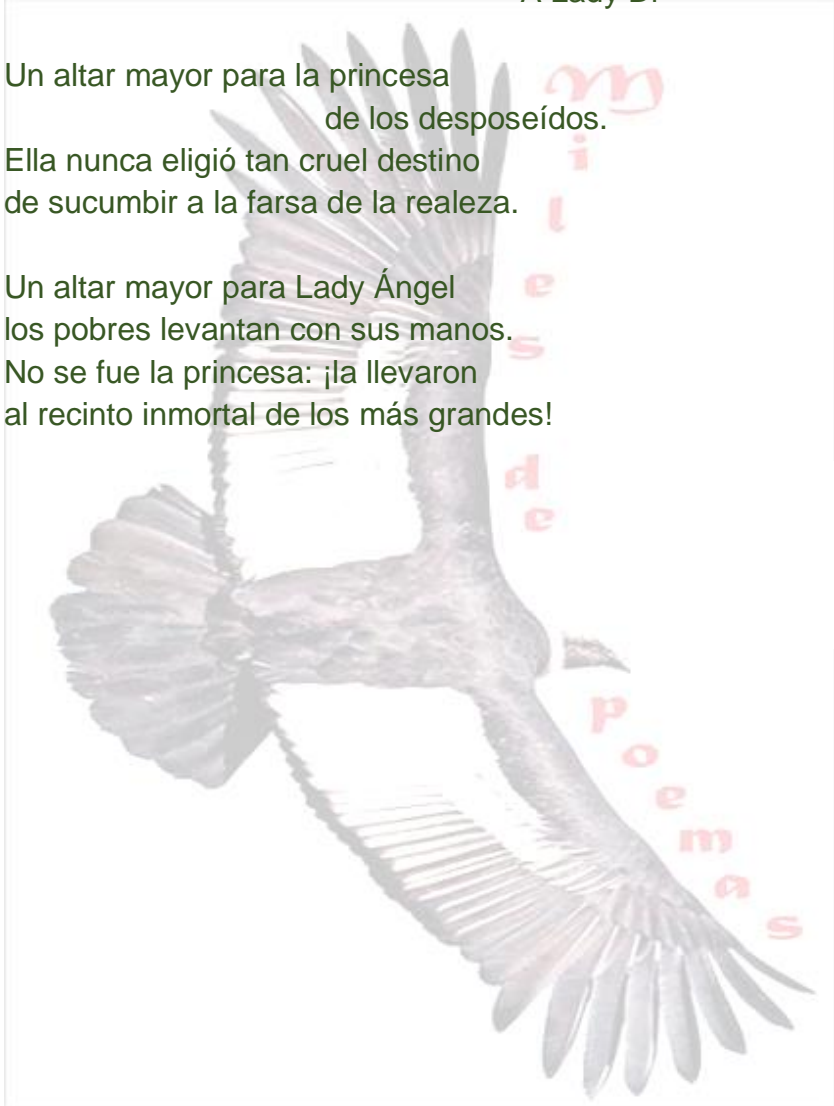 A Lady Di
Un altar mayor para la princesa
de los desposeídos.
Ella nunca eligió tan cruel destino
de sucumbir a la farsa de la realeza.
Un altar mayor para Lady Ángel
los pobres levantan con sus manos.
No se fue la princesa: ¡la llevaron
al recinto inmortal de los más grandes!
Miles de poemas